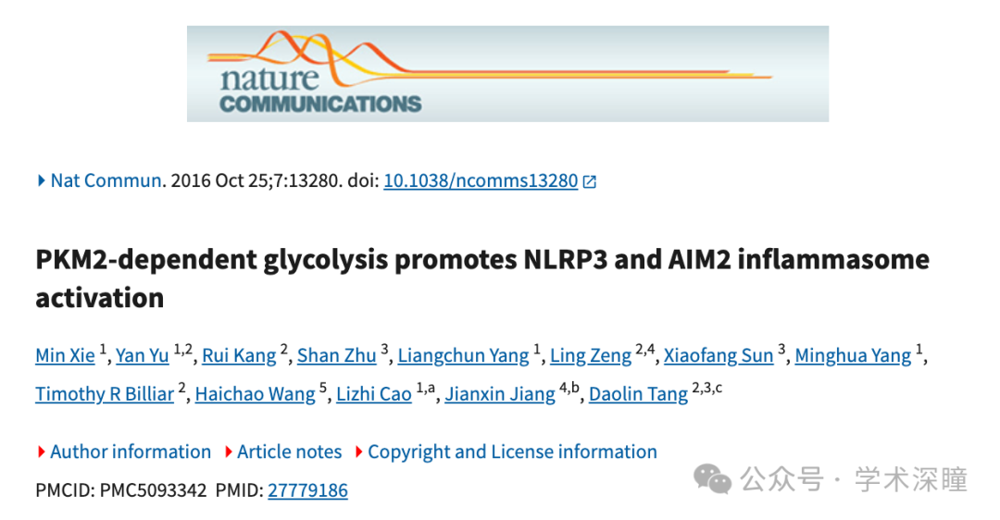 nature
COMMUNICATIONS
Nat Commun. 2016 Oct 25;7:13280. doi: 10.1038/ncomms13280
PKM2-dependent glycolysis promotes NLRP3 and AIM2 inflammasome
activation
Min Xie 1, Yan Yu 1,2, Rui Kang 2, Shan Zhu 3, Liangchun Yang 1, Ling Zeng 2,4, Xiaofang Sun 3, Minghua Yang 1,
Timothy R Billiar 2, Haichao Wang 5, Lizhi Cao 1,a, Jianxin Jiang 4,b, Daolin Tang 2,3,c
Author information Article notes Copyright and License information
PMCID: PMC5093342 PMID: 27779186
公众号 · 学术深瞳